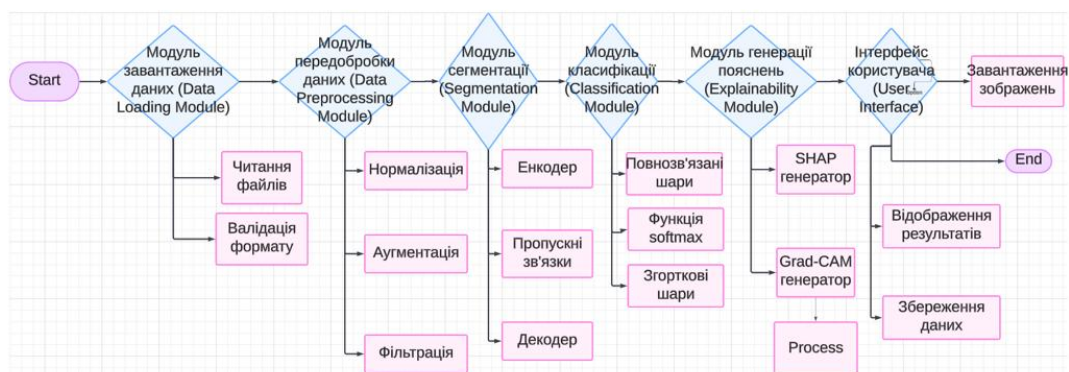 Start
Модуль
завантаження
даних (Data
Loading Module)
Модуль
передобробки
даних (Data
Preprocessing
Module)
Модуль
сегментації
(Segmentation
Module)
Модуль
класифікації
(Classification
Module)
Модуль генерації
пояснень
(Explainability
Module)
Інтерфейс
користувача
(User
Interface)
Завантаження
зображень
End
Читання
файлів
Валідація
формату
Нормалізація
Аугментація
Фільтрація
Енкодер
Пропускні
зв'язки
Декодер
Повнозв'язані
шари
Функція
softmax
Згорткові
шари
SHAP
генератор
Grad-CAM
генератор
Process
Відображення
результатів
Збереження
даних